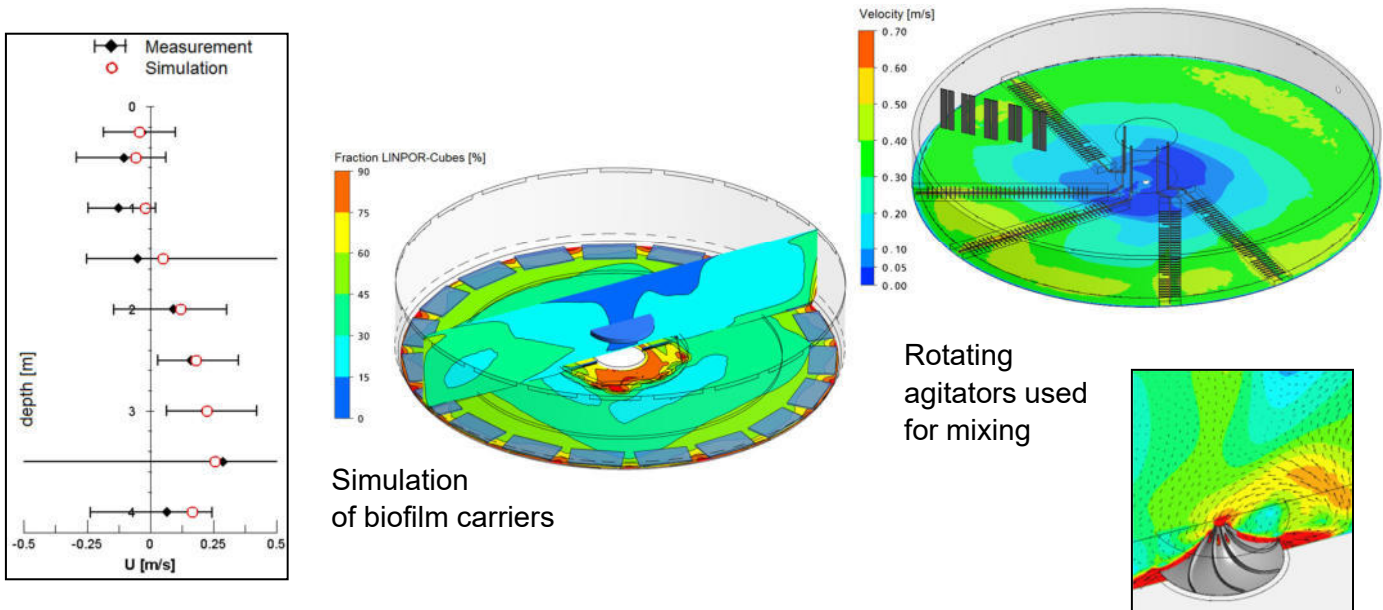 Measurement
Simulation
0
1
2
3
4
depth [m]
-0.5 -0.25 0 0.25 0.5
U [m/s]
Fraction LINPOR-Cubes [%]
90
75
60
45
30
15
0
Simulation
of biofilm carriers
Velocity [m/s]
0.70
0.60
0.50
0.40
0.30
0.20
0.10
0.05
0.00
Rotating
agitators used
for mixing